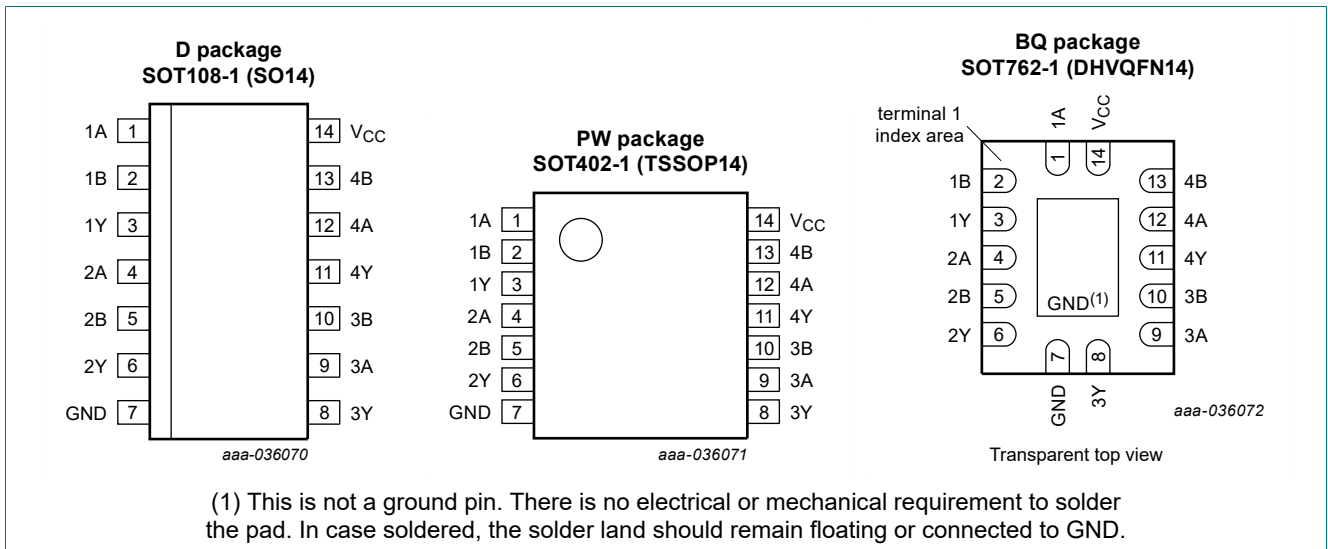 D package
SOT108-1 (SO14)
1A 1
14 VCC
1B 2
13 4B
1Y 3
12 4A
2A 4
11 4Y
2B 5
10 3B
2Y 6
9 3A
GND 7
8 3Y
aaa-036070
PW package
SOT402-1 (TSSOP14)
1A 1
14 VCC
1B 2
13 4B
1Y 3
12 4A
2A 4
11 4Y
2B 5
10 3B
2Y 6
9 3A
GND 7
8 3Y
aaa-036071
BQ package
SOT762-1 (DHVQFN14)
terminal 1
index area
1A
VCC
1
14
1B 2
13 4B
1Y 3
12 4A
2A 4
11 4Y
2B 5
10 3B
GND(1)
2Y 6
9 3A
7
8
GND
3Y
aaa-036072
Transparent top view
(1) This is not a ground pin. There is no electrical or mechanical requirement to solder
the pad. In case soldered, the solder land should remain floating or connected to GND.